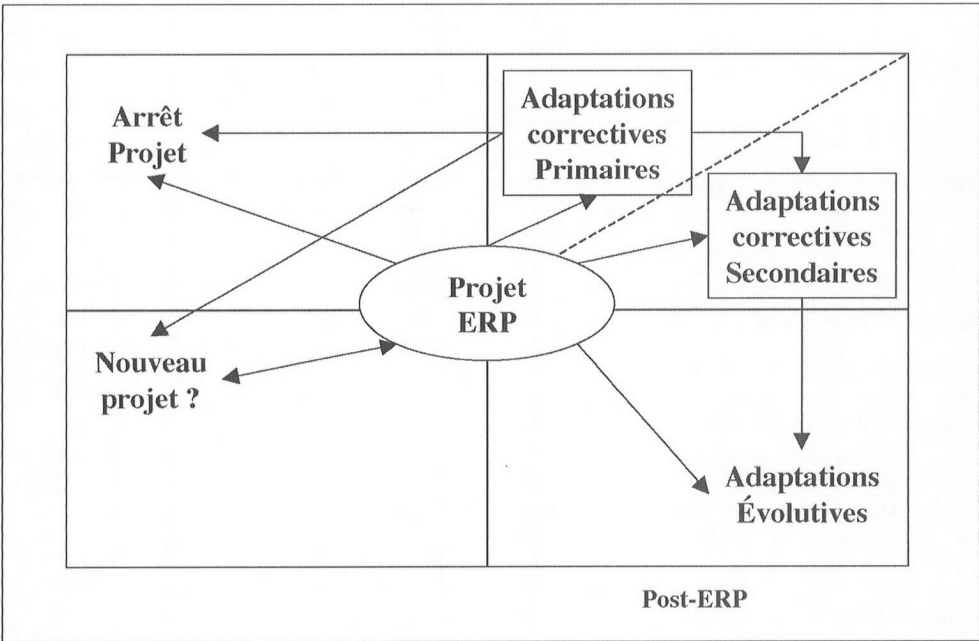 Arrêt
Projet
Adaptations
correctives
Primaires
Adaptations
correctives
Secondaires
Projet
ERP
Nouveau
projet ?
Adaptations
Évolutives
Post-ERP